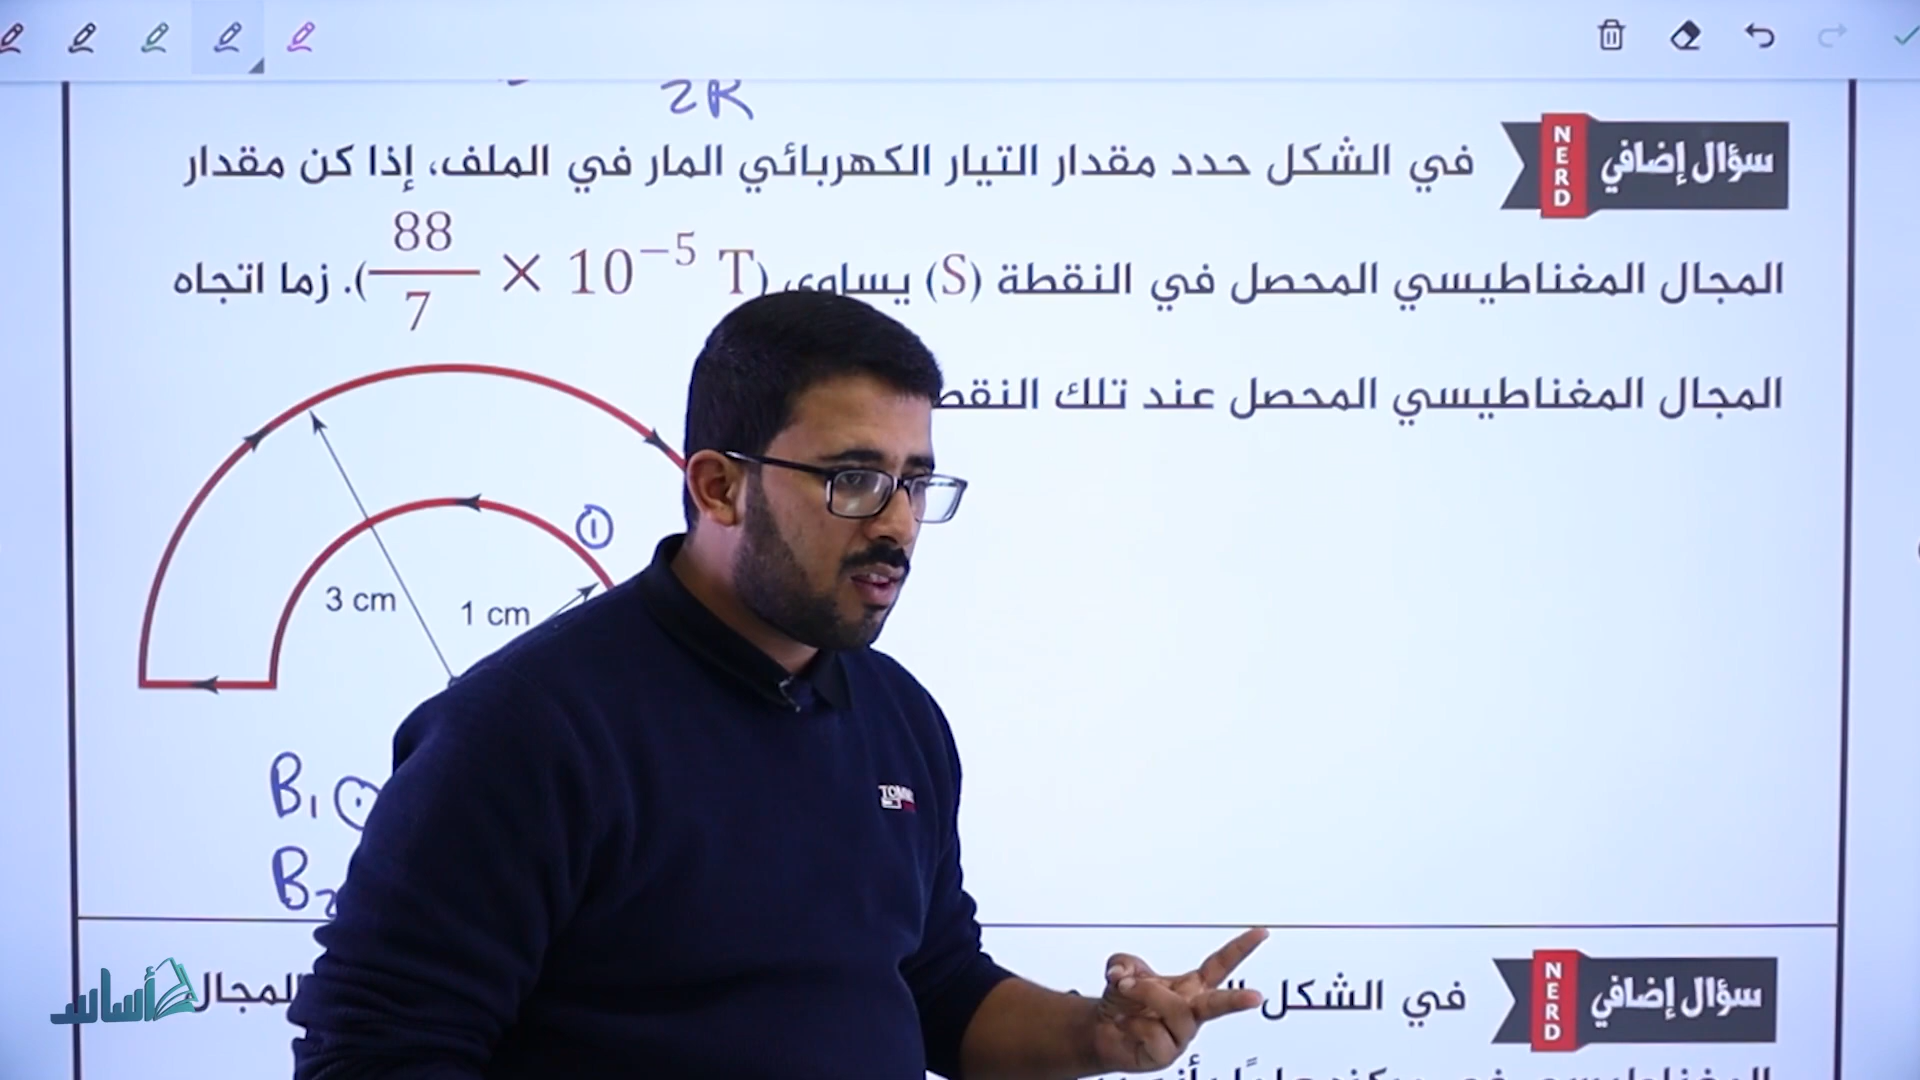 2R
سؤال إضافي NERD في الشكل حدد مقدار التيار الكهربائي المار في الملف، إذا كن مقدار
المجال المغناطيسي المحصل في النقطة (S) يساوي (88/7 × 10⁻⁵ T). زما اتجاه
المجال المغناطيسي المحصل عند تلك
①
3 cm 1 cm
B₁ ⊙
B₂
TOMM
سؤال إضافي NERD في الشكل
المجال
أساس